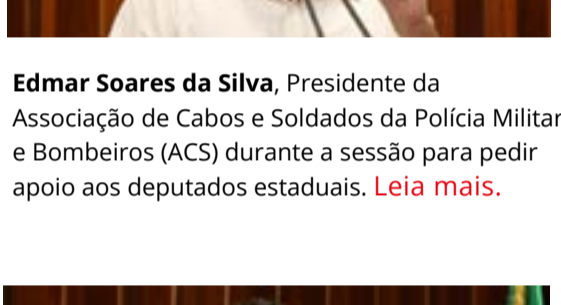 Edmar Soares da Silva, Presidente da
Associação de Cabos e Soldados da Polícia Militar
e Bombeiros (ACS) durante a sessão para pedir
apoio aos deputados estaduais. Leia mais.